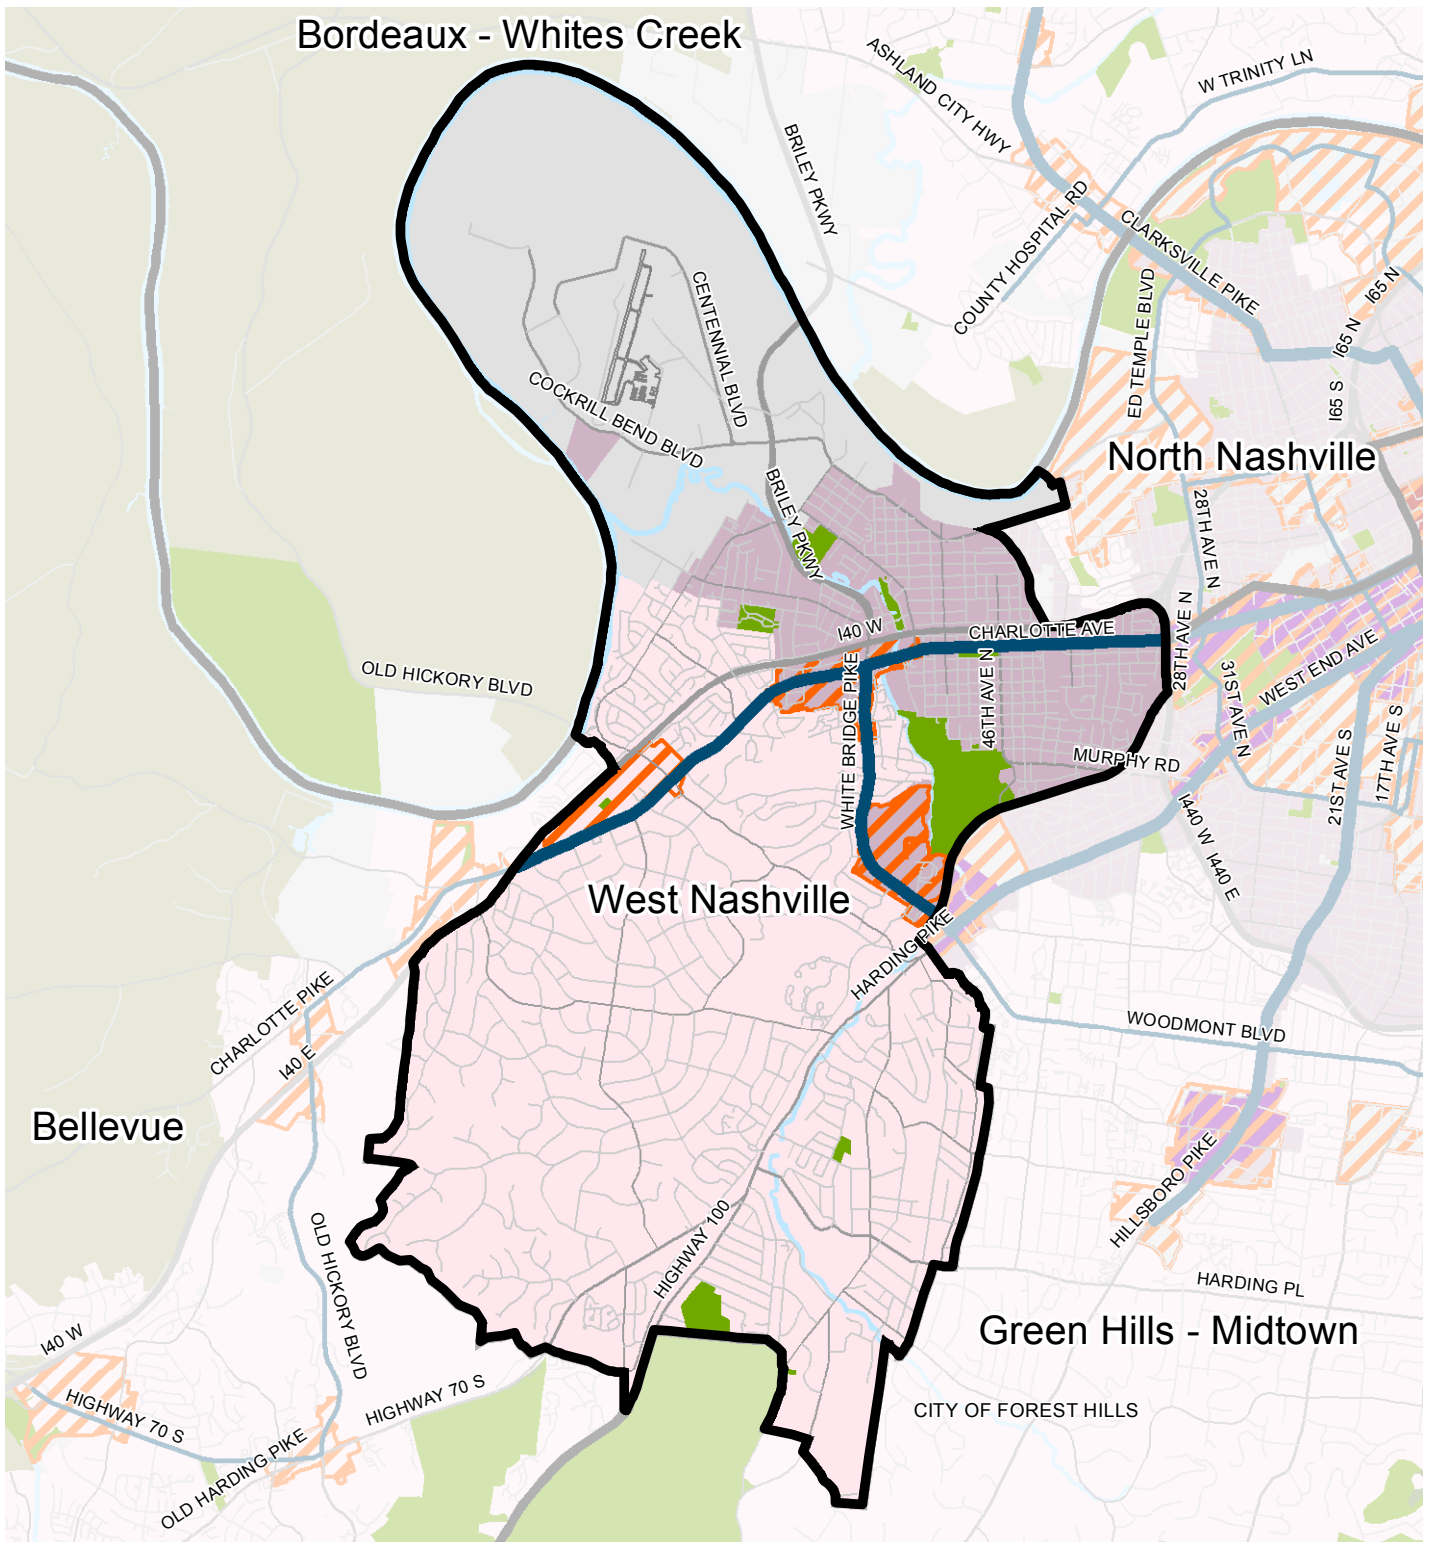 Bordeaux - Whites Creek
ASHLAND CITY HWY
W TRINITY LN
BRILEY PKWY
COUNTY HOSPITAL RD
CLARKSVILLE PIKE
CENTENNIAL BLVD
ED TEMPLE BLVD
I65 N
I65 N
I65 S
COCKRILL BEND BLVD
North Nashville
BRILEY PKWY
28TH AVE N
I40 W
CHARLOTTE AVE
28TH AVE N
OLD HICKORY BLVD
WHITE BRIDGE PIKE
46TH AVE N
31ST AVE N
WEST END AVE
MURPHY RD
21ST AVE S
17TH AVE S
I440 W
I440 E
West Nashville
HARDING PIKE
CHARLOTTE PIKE
I40 E
WOODMONT BLVD
Bellevue
HILLSBORO PIKE
OLD HICKORY BLVD
HIGHWAY 100
HARDING PL
Green Hills - Midtown
I40 W
HIGHWAY 70 S
HIGHWAY 70 S
OLD HARDING PIKE
CITY OF FOREST HILLS